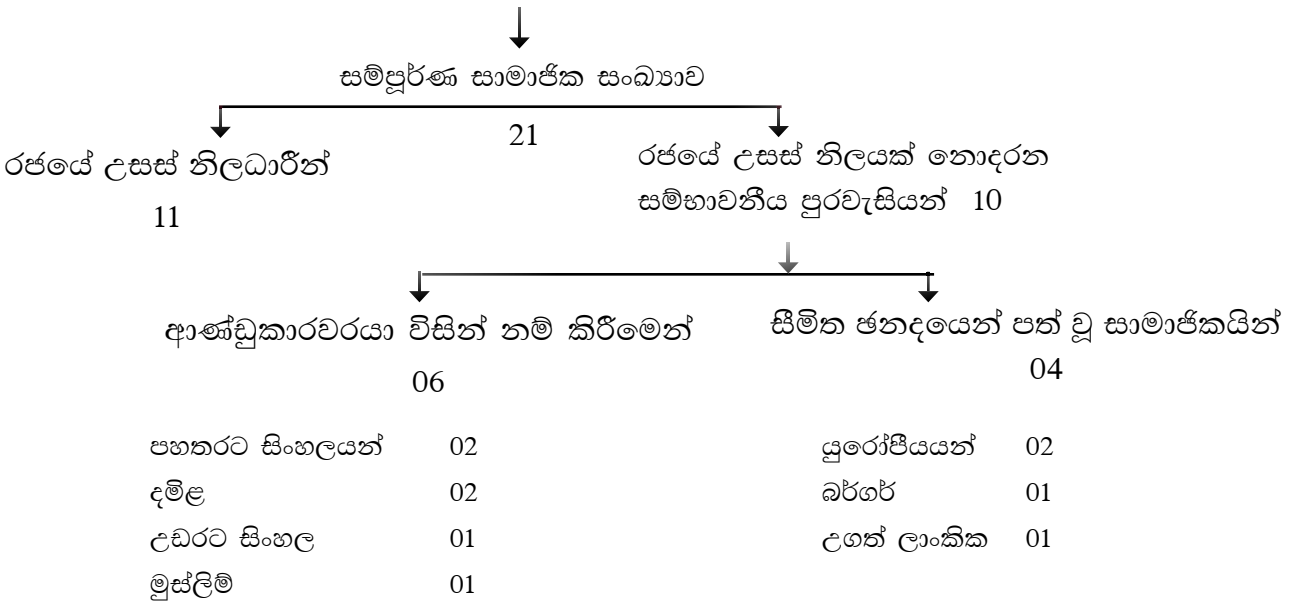 සම්පූර්ණ සාමාජික සංඛ්‍යාව
21
රජයේ උසස් නිලධාරීන්
11
රජයේ උසස් නිලයක් නොදරන
සම්භාවනීය පුරවැසියන් 10
ආණ්ඩුකාරවරයා විසින් නම් කිරීමෙන්
06
සීමිත ඡනදයෙන් පත් වූ සාමාජිකයින්
04
පහතරට සිංහලයන් 02
දමිළ 02
උඩරට සිංහල 01
මුස්ලිම් 01
යුරෝපීයයන් 02
බර්ගර් 01
උගත් ලාංකික 01